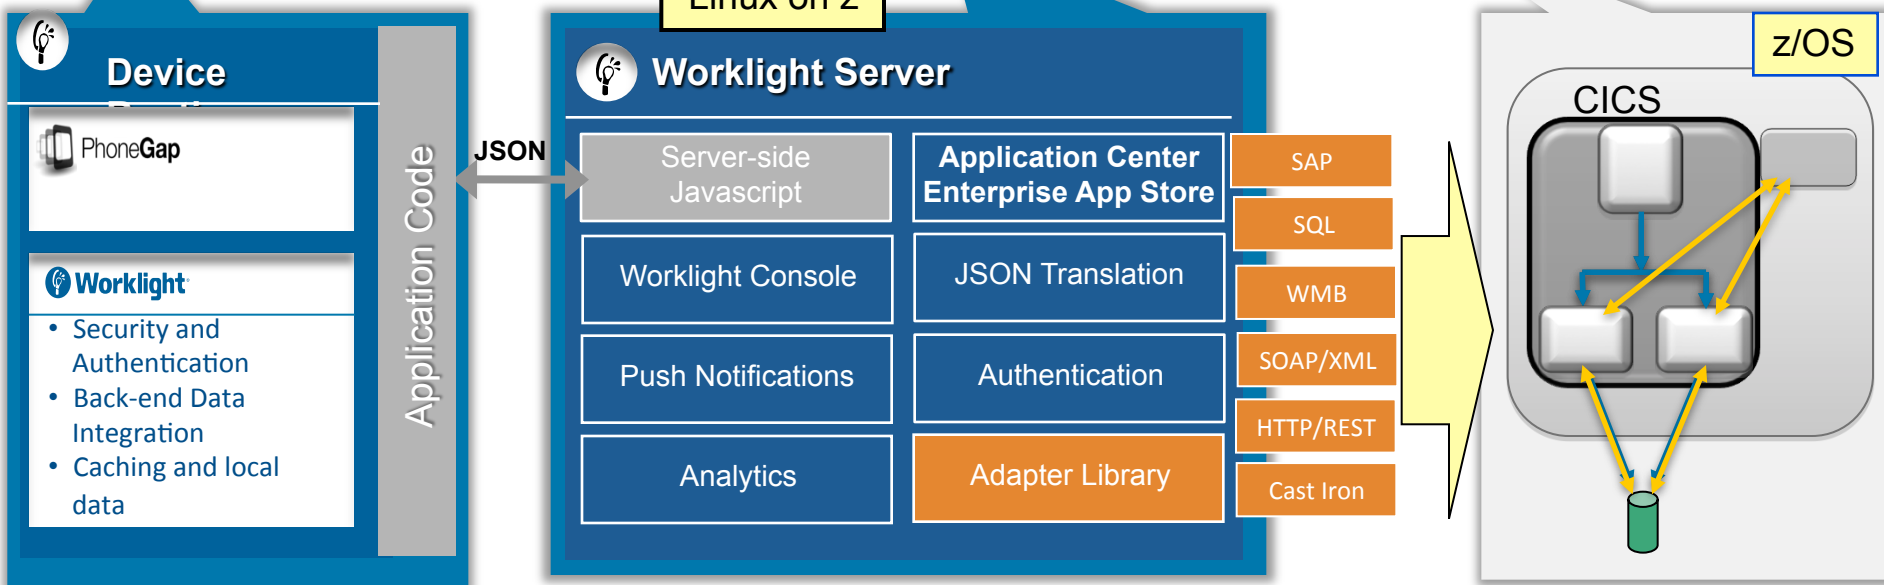 Linux on z
z/OS
Device
PhoneGap
Worklight
• Security and
Authentication
• Back-end Data
Integration
• Caching and local
data
Application Code
JSON
Worklight Server
Server-side
Javascript
Application Center
Enterprise App Store
Worklight Console
JSON Translation
Push Notifications
Authentication
Analytics
Adapter Library
SAP
SQL
WMB
SOAP/XML
HTTP/REST
Cast Iron
CICS